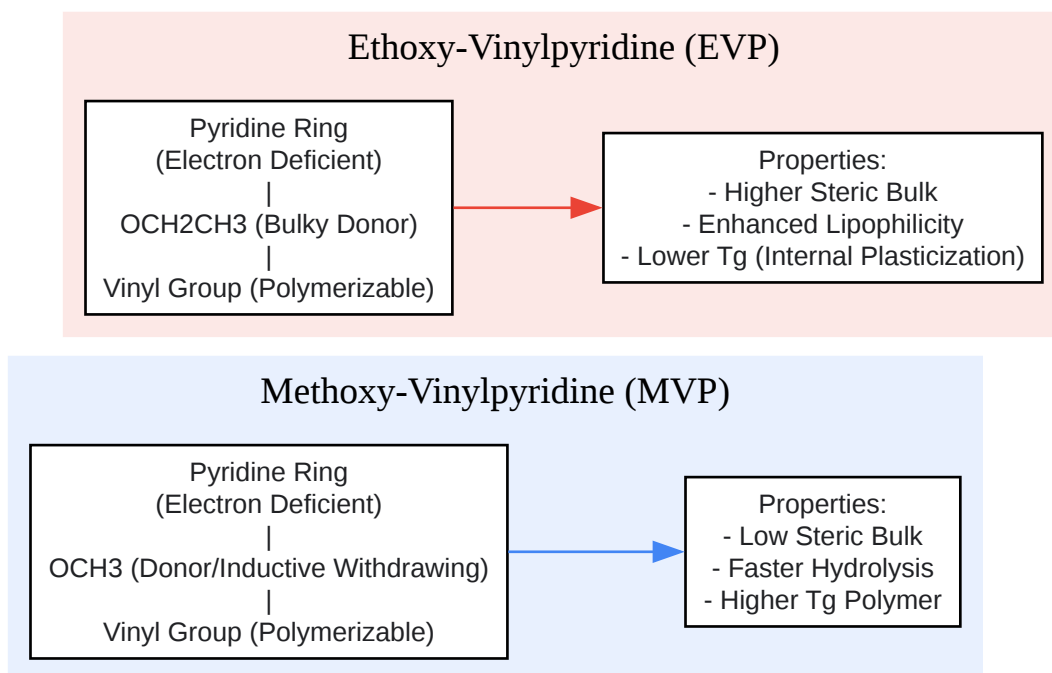 Ethoxy-Vinylpyridine (EVP)
Pyridine Ring
(Electron Deficient)
|
OCH2CH3 (Bulky Donor)
|
Vinyl Group (Polymerizable)
Properties:
- Higher Steric Bulk
- Enhanced Lipophilicity
- Lower Tg (Internal Plasticization)
Methoxy-Vinylpyridine (MVP)
Pyridine Ring
(Electron Deficient)
|
OCH3 (Donor/Inductive Withdrawing)
|
Vinyl Group (Polymerizable)
Properties:
- Low Steric Bulk
- Faster Hydrolysis
- Higher Tg Polymer